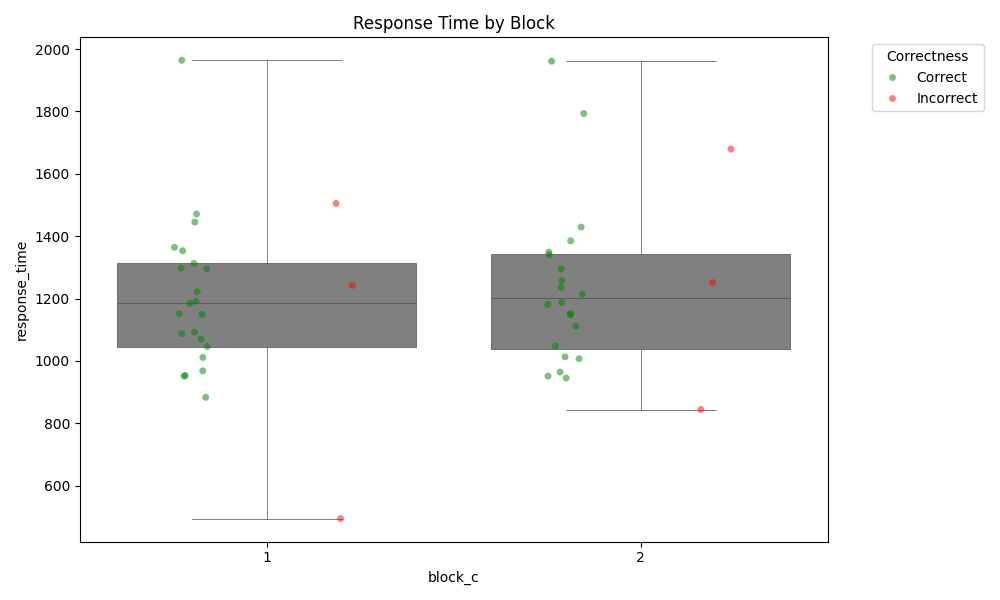 Response Time by Block
Correctness
Correct
Incorrect
response_time
2000
1800
1600
1400
1200
1000
800
600
1
2
block_c